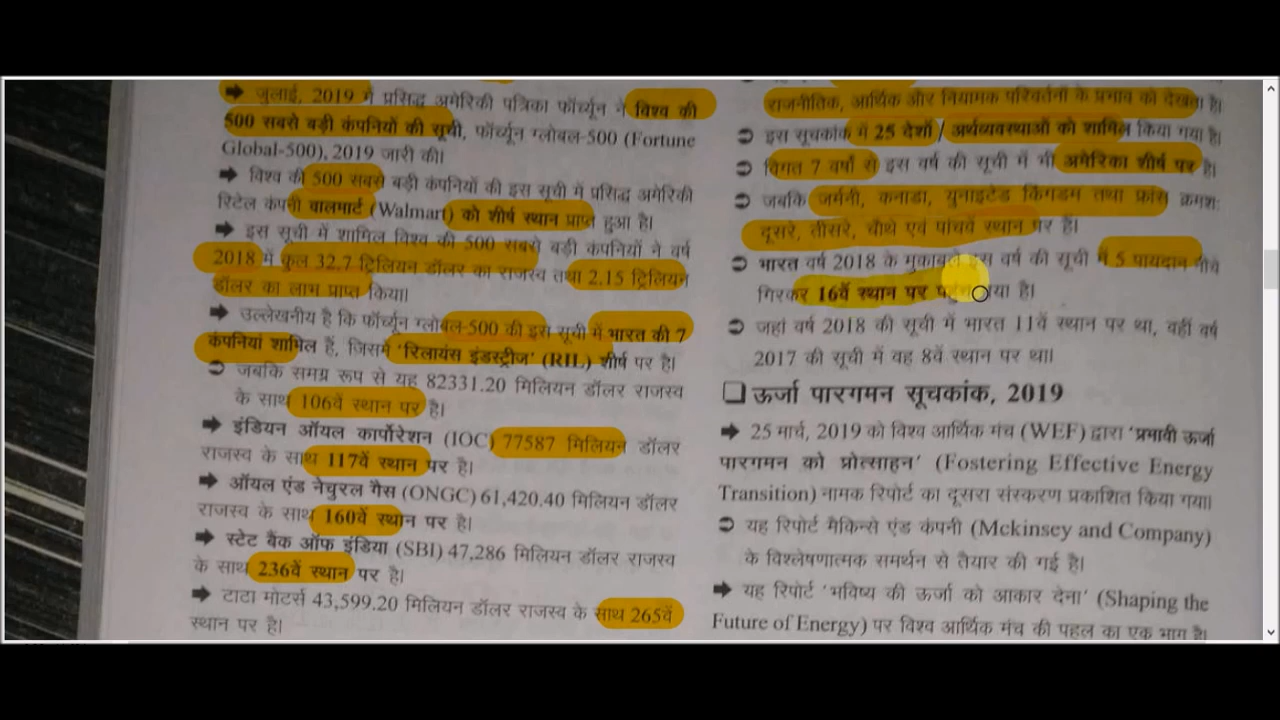 ➡ जुलाई, 2019 में प्रसिद्ध अमेरिकी पत्रिका फॉर्च्यून ने विश्व की
500 सबसे बड़ी कंपनियों की सूची, फॉर्च्यून ग्लोबल-500 (Fortune
Global-500), 2019 जारी की।
➡ विश्व की 500 सबसे बड़ी कंपनियों की इस सूची में प्रसिद्ध अमेरिकी
रिटेल कंपनी वालमार्ट (Walmart) को शीर्ष स्थान प्राप्त हुआ है।
➡ इस सूची में शामिल विश्व की 500 सबसे बड़ी कंपनियों ने वर्ष
2018 में कुल 32.7 ट्रिलियन डॉलर का राजस्व तथा 2.15 ट्रिलियन
डॉलर का लाभ प्राप्त किया।
➡ उल्लेखनीय है कि फॉर्च्यून ग्लोबल-500 की इस सूची में भारत की 7
कंपनियां शामिल हैं, जिसमें 'रिलायंस इंडस्ट्रीज' (RIL) शीर्ष पर है।
➲ जबकि समग्र रूप से यह 82331.20 मिलियन डॉलर राजस्व
के साथ 106वें स्थान पर है।
➡ इंडियन ऑयल कार्पोरेशन (IOC) 77587 मिलियन डॉलर
राजस्व के साथ 117वें स्थान पर है।
➡ ऑयल एंड नेचुरल गैस (ONGC) 61,420.40 मिलियन डॉलर
राजस्व के साथ 160वें स्थान पर है।
➡ स्टेट बैंक ऑफ इंडिया (SBI) 47,286 मिलियन डॉलर राजस्व
के साथ 236वें स्थान पर है।
➡ टाटा मोटर्स 43,599.20 मिलियन डॉलर राजस्व के साथ 265वें
स्थान पर है।
राजनीतिक, आर्थिक और नियामक परिवर्तनों के प्रभाव को देखता है।
➲ इस सूचकांक में 25 देशों / अर्थव्यवस्थाओं को शामिल किया गया है।
➲ विगत 7 वर्षों से इस वर्ष की सूची में भी अमेरिका शीर्ष पर है।
➲ जबकि जर्मनी, कनाडा, युनाइटेड किंगडम तथा फ्रांस क्रमशः
दूसरे, तीसरे, चौथे एवं पांचवें स्थान पर हैं।
➲ भारत वर्ष 2018 के मुकाबले इस वर्ष की सूची में 5 पायदान नीचे
गिरकर 16वें स्थान पर पहुंच गया है।
➲ जहां वर्ष 2018 की सूची में भारत 11वें स्थान पर था, वहीं वर्ष
2017 की सूची में वह 8वें स्थान पर था।
❑ ऊर्जा पारगमन सूचकांक, 2019
➡ 25 मार्च, 2019 को विश्व आर्थिक मंच (WEF) द्वारा 'प्रभावी ऊर्जा
पारगमन को प्रोत्साहन' (Fostering Effective Energy
Transition) नामक रिपोर्ट का दूसरा संस्करण प्रकाशित किया गया।
➲ यह रिपोर्ट मैकिन्से एंड कंपनी (Mckinsey and Company)
के विश्लेषणात्मक समर्थन से तैयार की गई है।
➡ यह रिपोर्ट 'भविष्य की ऊर्जा को आकार देना' (Shaping the
Future of Energy) पर विश्व आर्थिक मंच की पहल का एक भाग है।